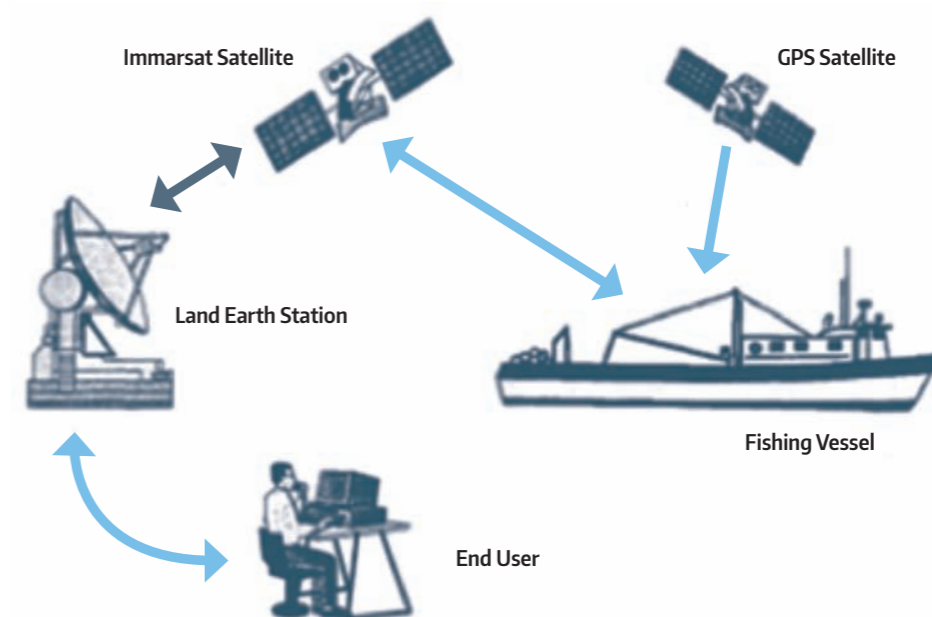 Immarsat Satellite
GPS Satellite
Land Earth Station
Fishing Vessel
End User